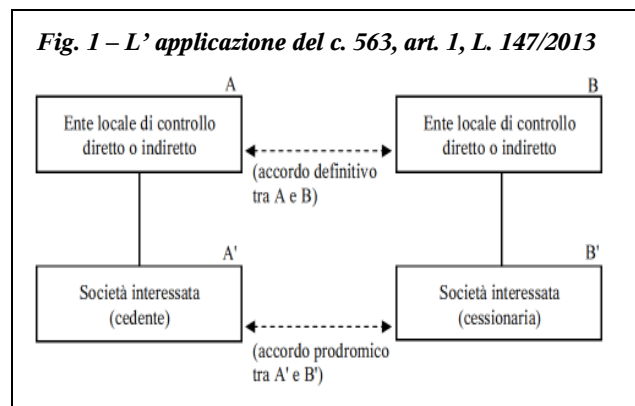 Fig. 1 – L’ applicazione del c. 563, art. 1, L. 147/2013
A
B
Ente locale di controllo
diretto o indiretto
Ente locale di controllo
diretto o indiretto
(accordo definitivo
tra A e B)
A'
B'
Società interessata
(cedente)
Società interessata
(cessionaria)
(accordo prodromico
tra A' e B')